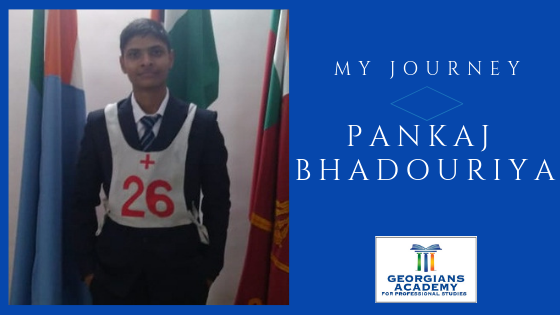 MY JOURNEY
PANKAJ
BHADOURIYA
+
26
GEORGIANS
ACADEMY
FOR PROFESSIONAL STUDIES